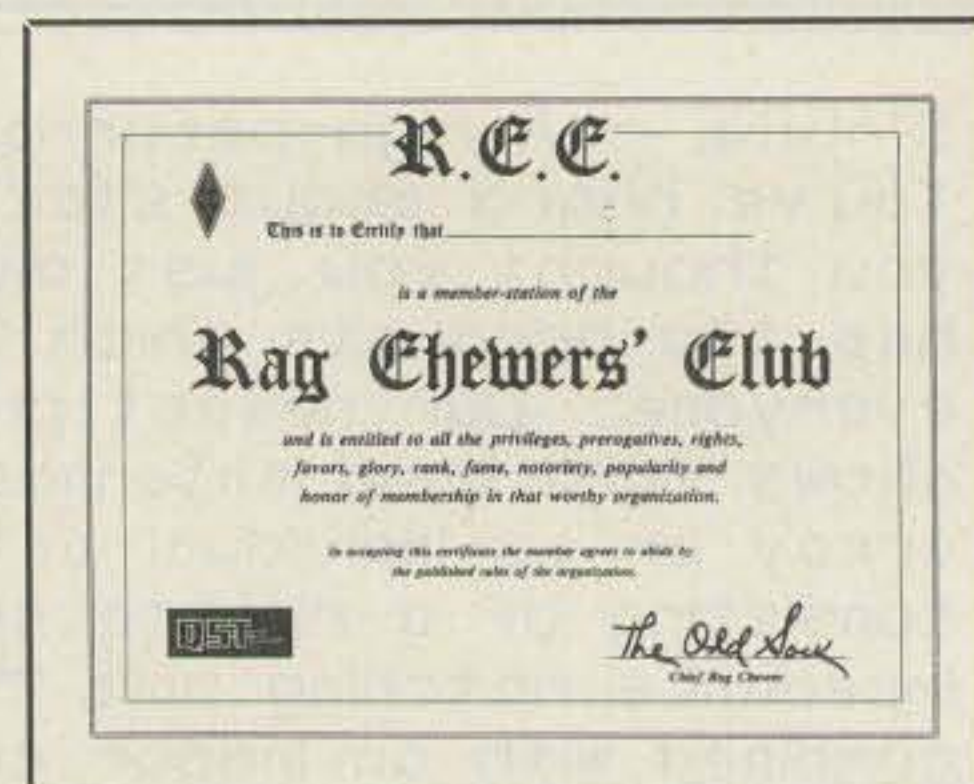 R.C.C.
This is to Certify that
is a member-station of the
Rag Chewers' Club
and is entitled to all the privileges, prerogatives, rights,
favors, glory, rank, fame, notoriety, popularity and
honor of membership in that worthy organization.
In accepting this certificate the member agrees to abide by
the published rules of the organization.
QST
The Old Sock
Chief Rag Chewer